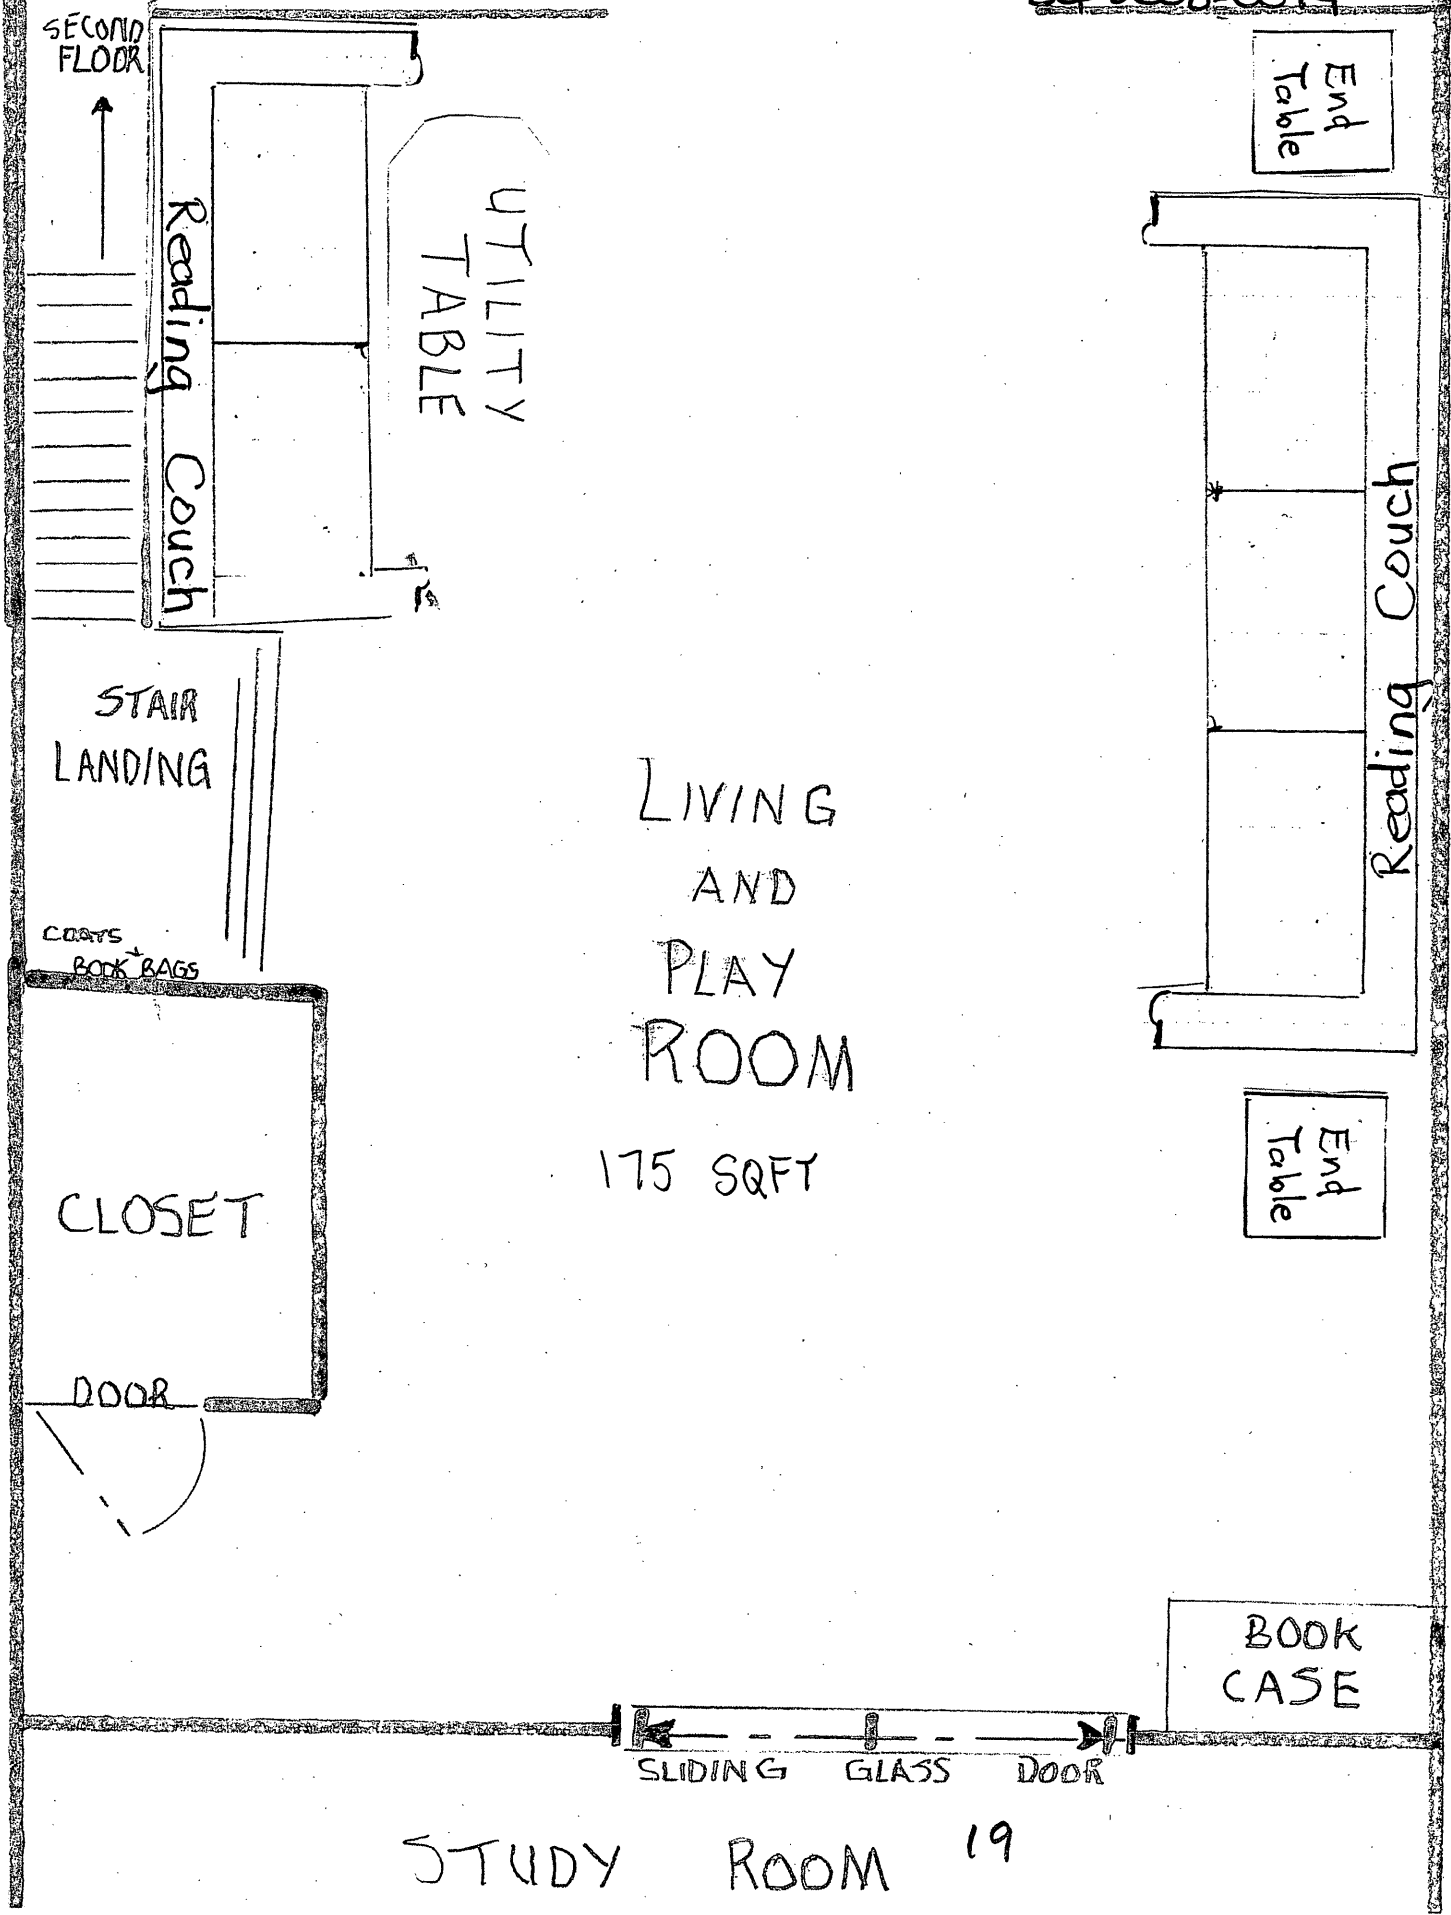 SECOND
FLOOR
End
Table
Reading Couch
UTILITY
TABLE
Reading Couch
STAIR
LANDING
LIVING
AND
PLAY
ROOM
175 SQFT
COATS +
BOOK BAGS
End
Table
CLOSET
DOOR
BOOK
CASE
SLIDING GLASS DOOR
STUDY ROOM 19